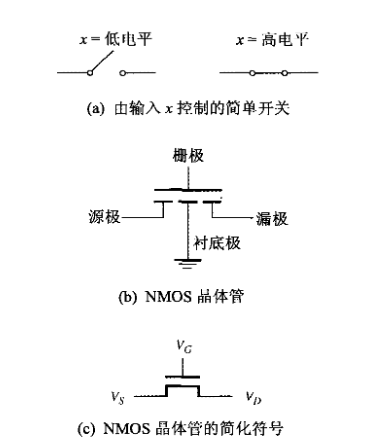 x = 低电平 x = 高电平
(a) 由输入 x 控制的简单开关
栅极
源极 漏极
衬底极
(b) NMOS 晶体管
V_G
V_S V_D
(c) NMOS 晶体管的简化符号